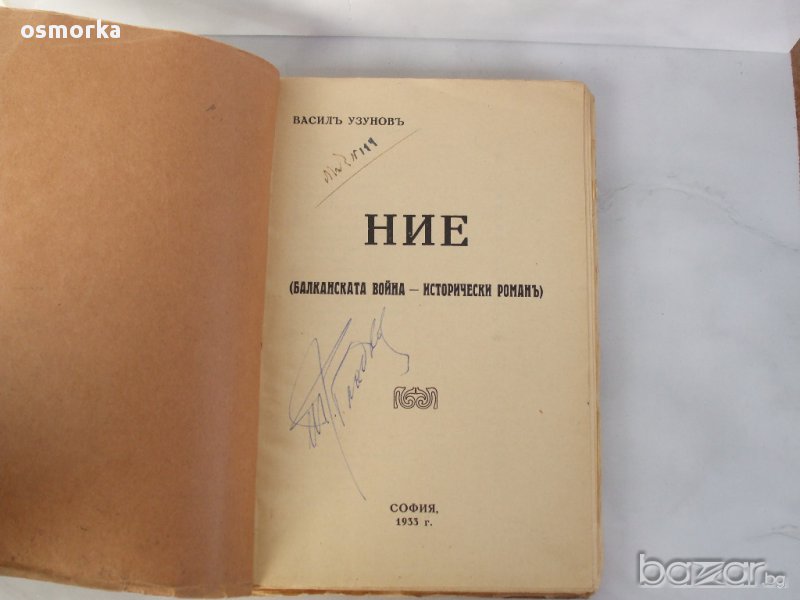 osmorka
ВАСИЛЪ УЗУНОВЪ
НИЕ
(БАЛКАНСКАТА ВОЙНА — ИСТОРИЧЕСКИ РОМАНЪ)
СОФИЯ,
1933 г.
bazar.bg